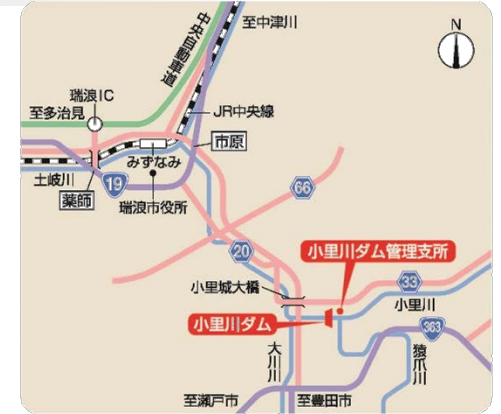 至中津川
N
中央自動車道
瑞浪IC
至多治見
JR中央線
市原
みずなみ
土岐川
19
薬師
瑞浪市役所
66
20
小里川ダム管理支所
33
小里城大橋
小里川
小里川ダム
363
大川川
猿爪川
至瀬戸市
至豊田市